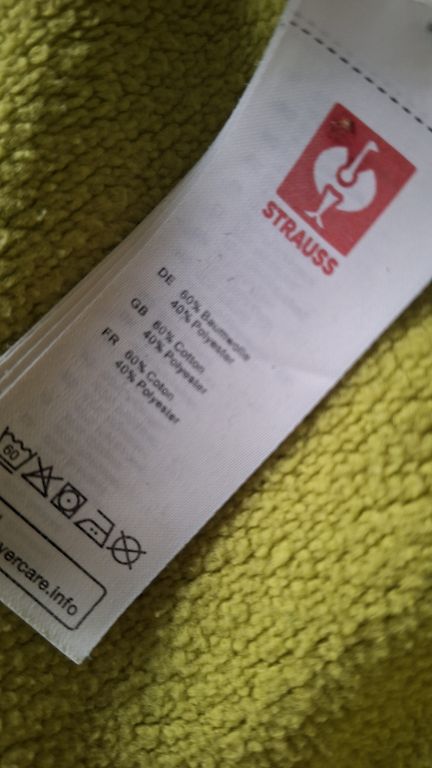 STRAUSS
DE 60% Baumwolle
40% Polyester
GB 60% Cotton
40% Polyester
FR 60% Coton
40% Polyester
60
vercare.info